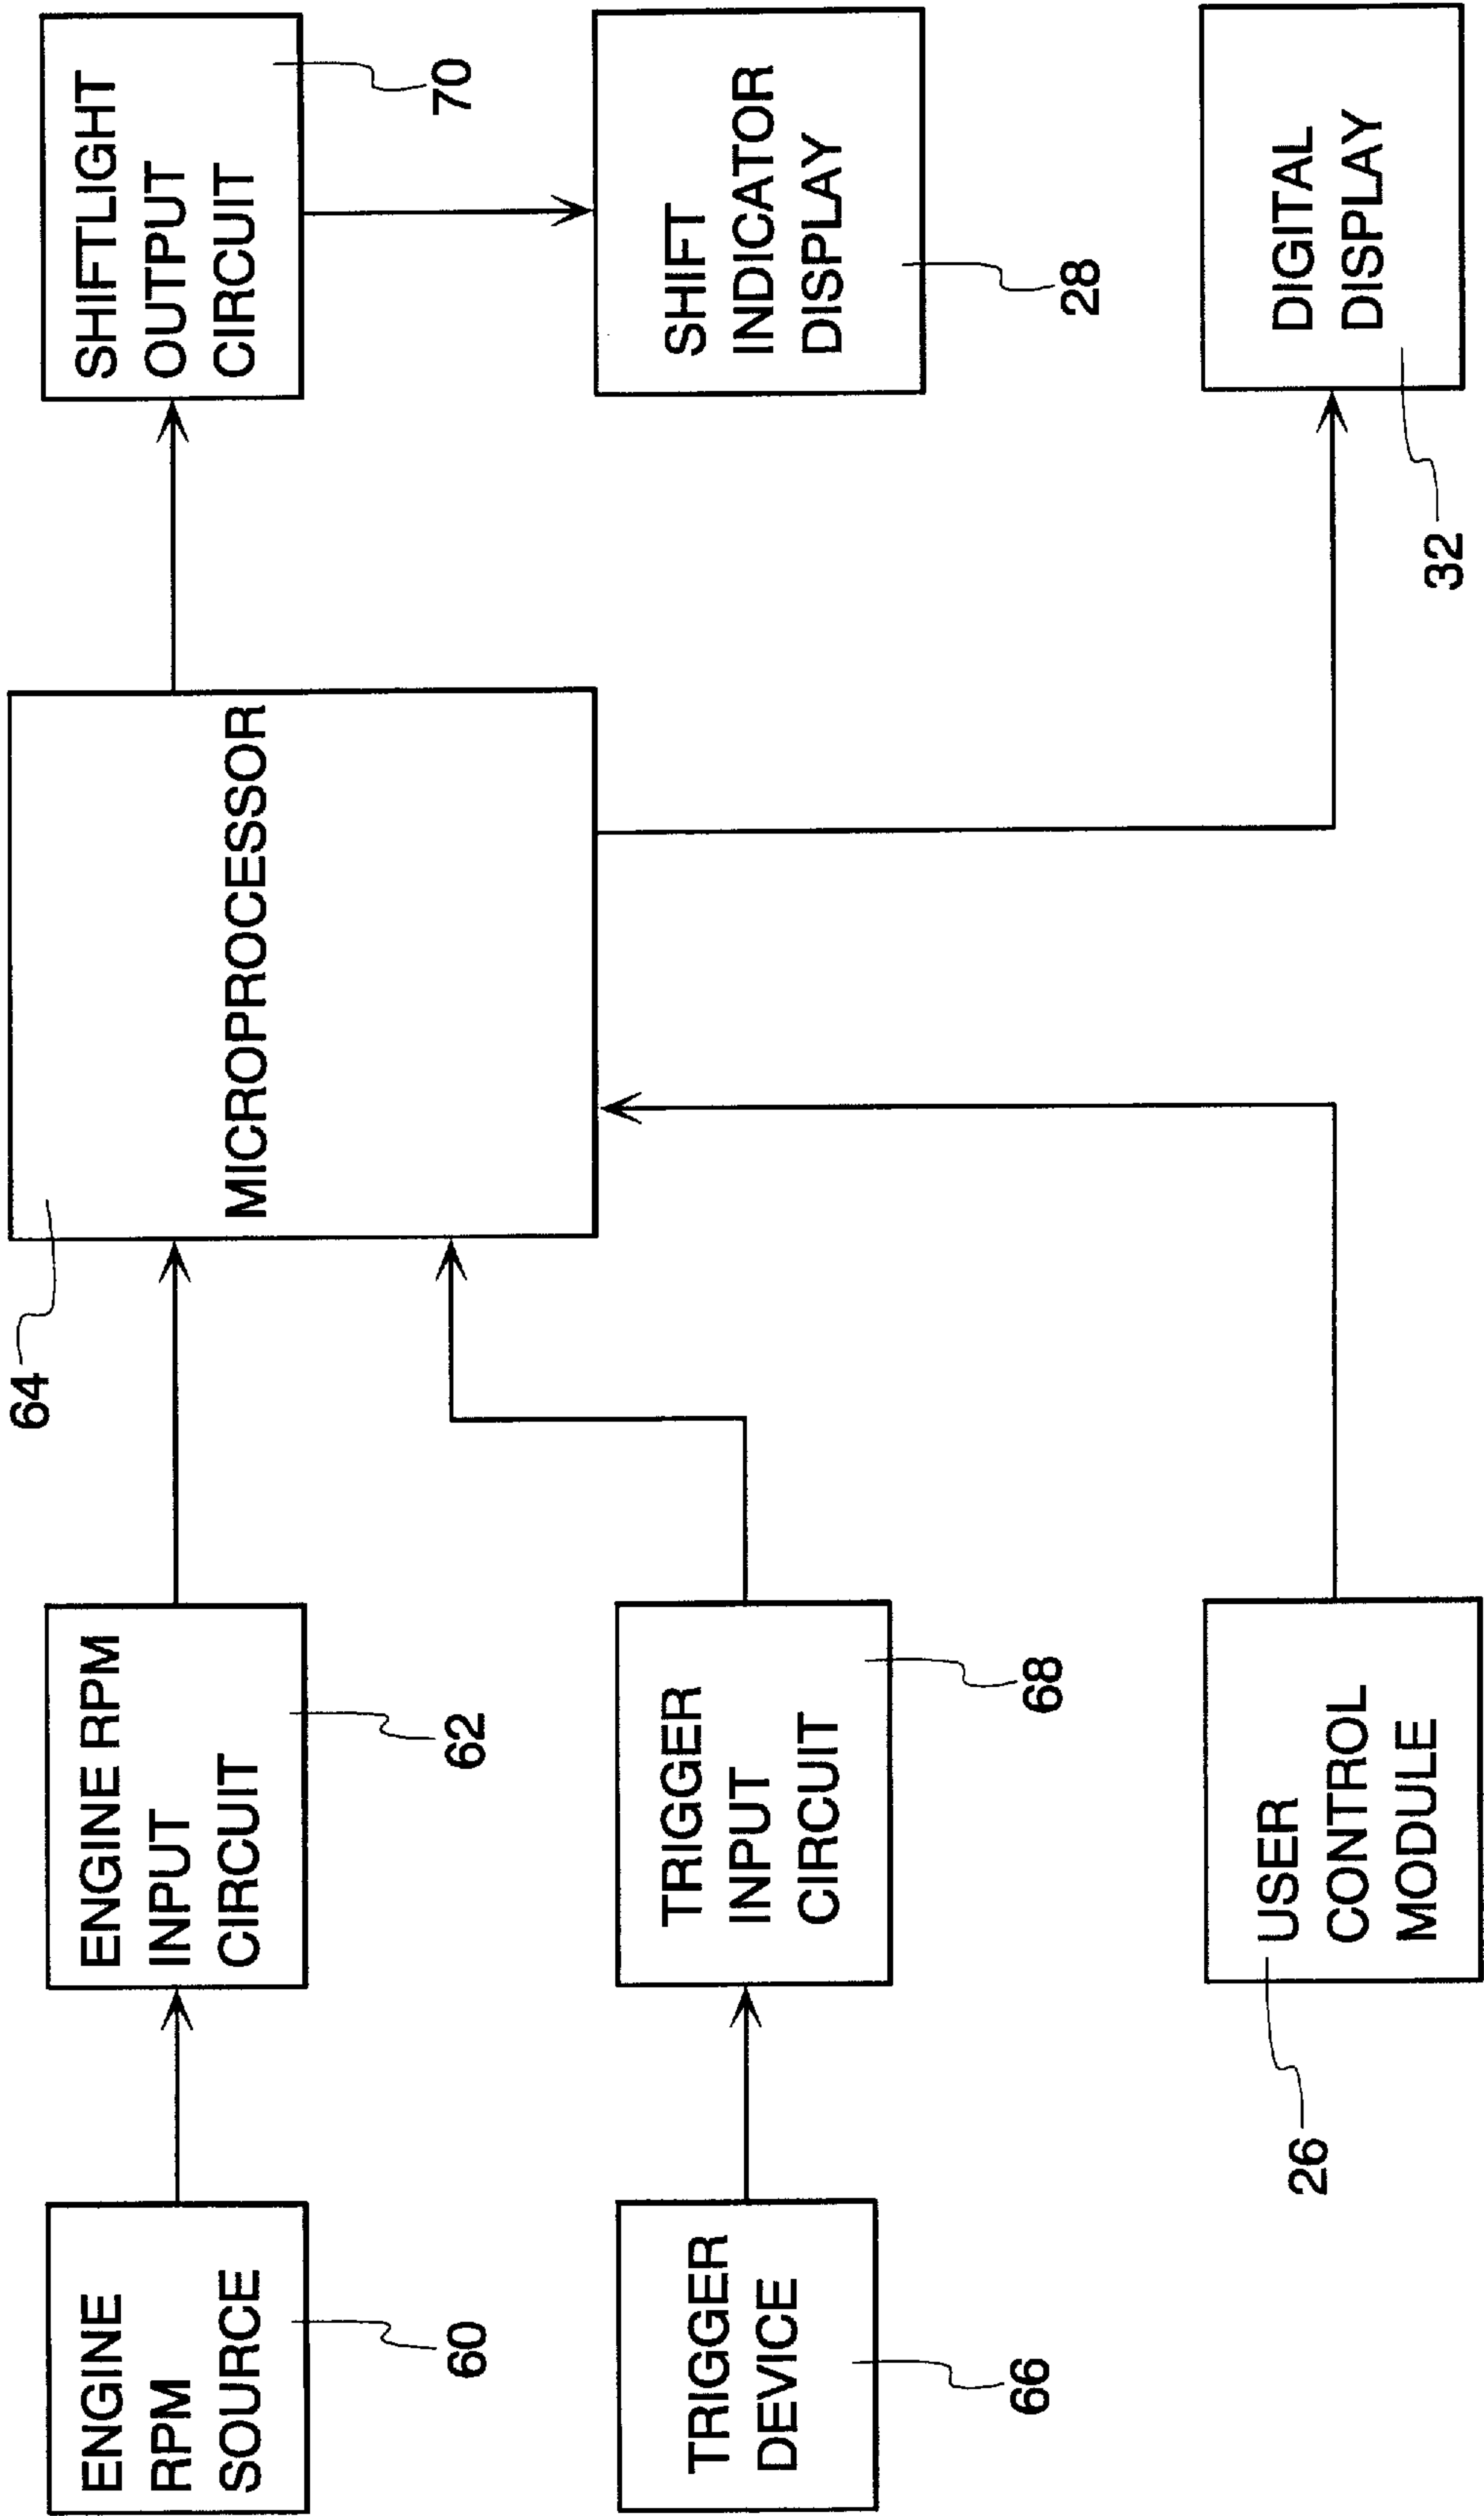 ENGINE
RPM
SOURCE
60
ENGINE RPM
INPUT
CIRCUIT
62
64
MICROPROCESSOR
SHIFTLIGHT
OUTPUT
CIRCUIT
70
TRIGGER
DEVICE
66
TRIGGER
INPUT
CIRCUIT
68
SHIFT
INDICATOR
DISPLAY
28
26
USER
CONTROL
MODULE
32
DIGITAL
DISPLAY